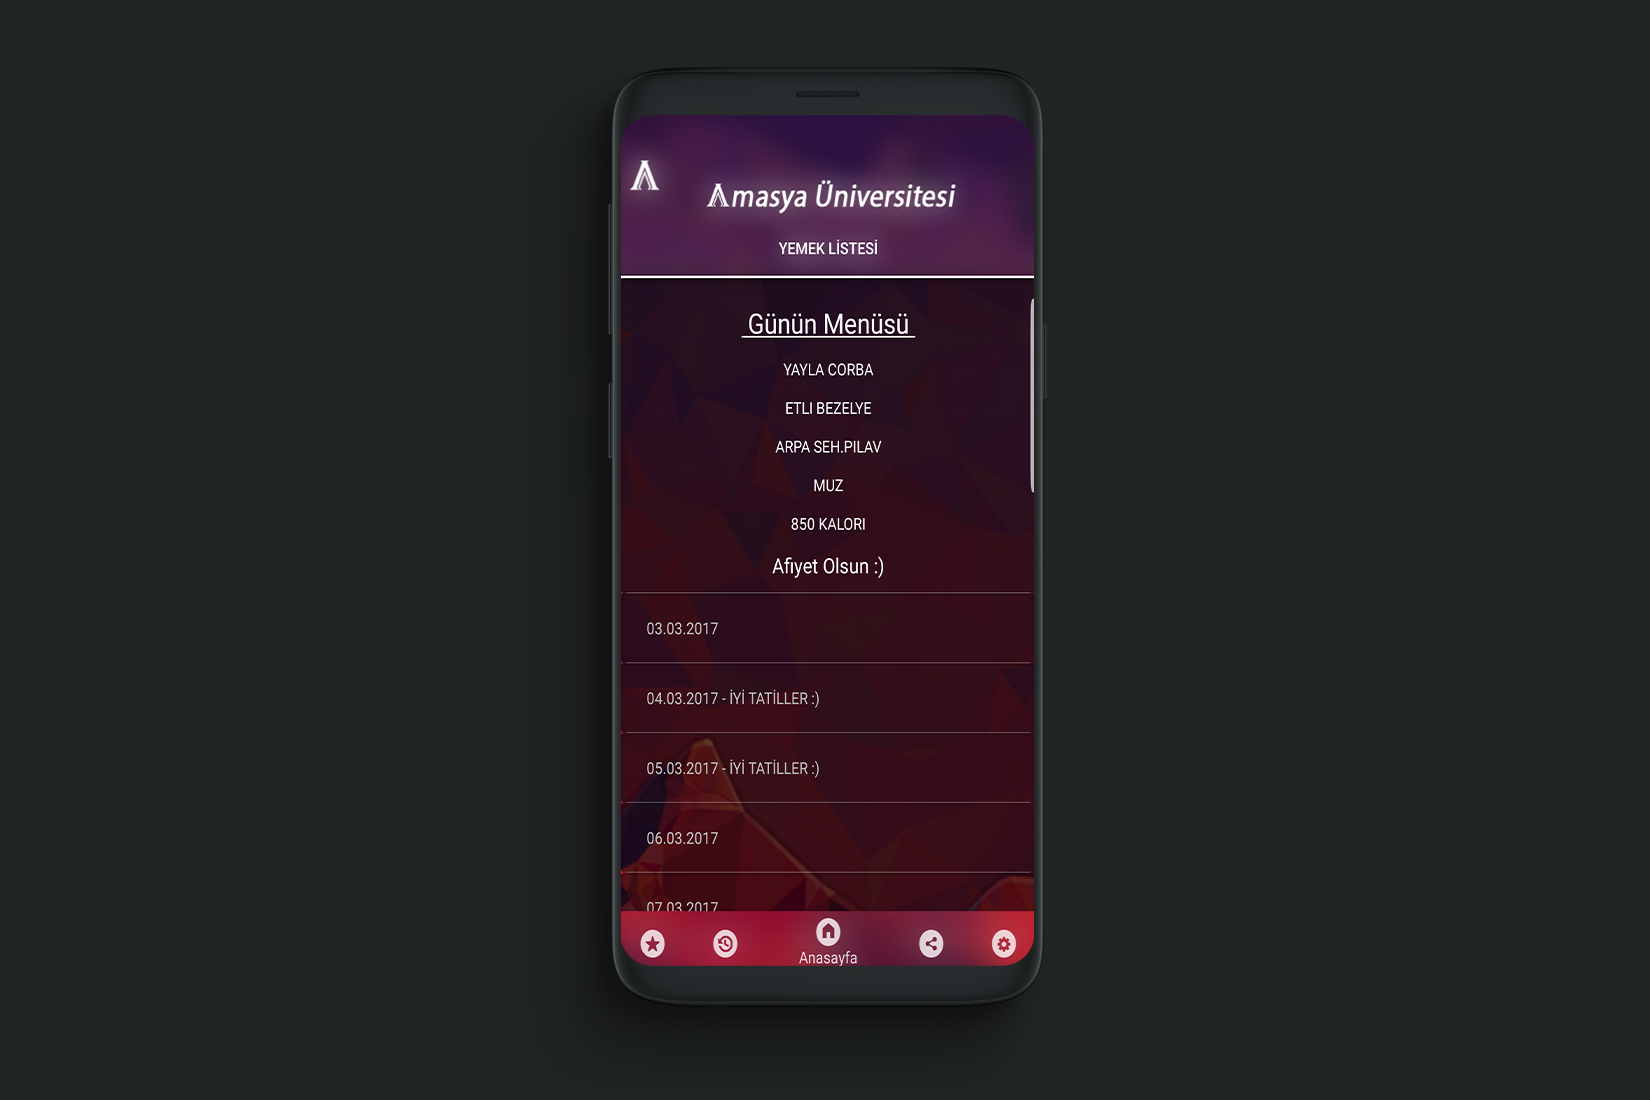 Amasya Üniversitesi
YEMEK LİSTESİ
Günün Menüsü
YAYLA CORBA
ETLI BEZELYE
ARPA SEH.PILAV
MUZ
850 KALORI
Afiyet Olsun :)
03.03.2017
04.03.2017 - İYİ TATİLLER :)
05.03.2017 - İYİ TATİLLER :)
06.03.2017
07.03.2017
Anasayfa